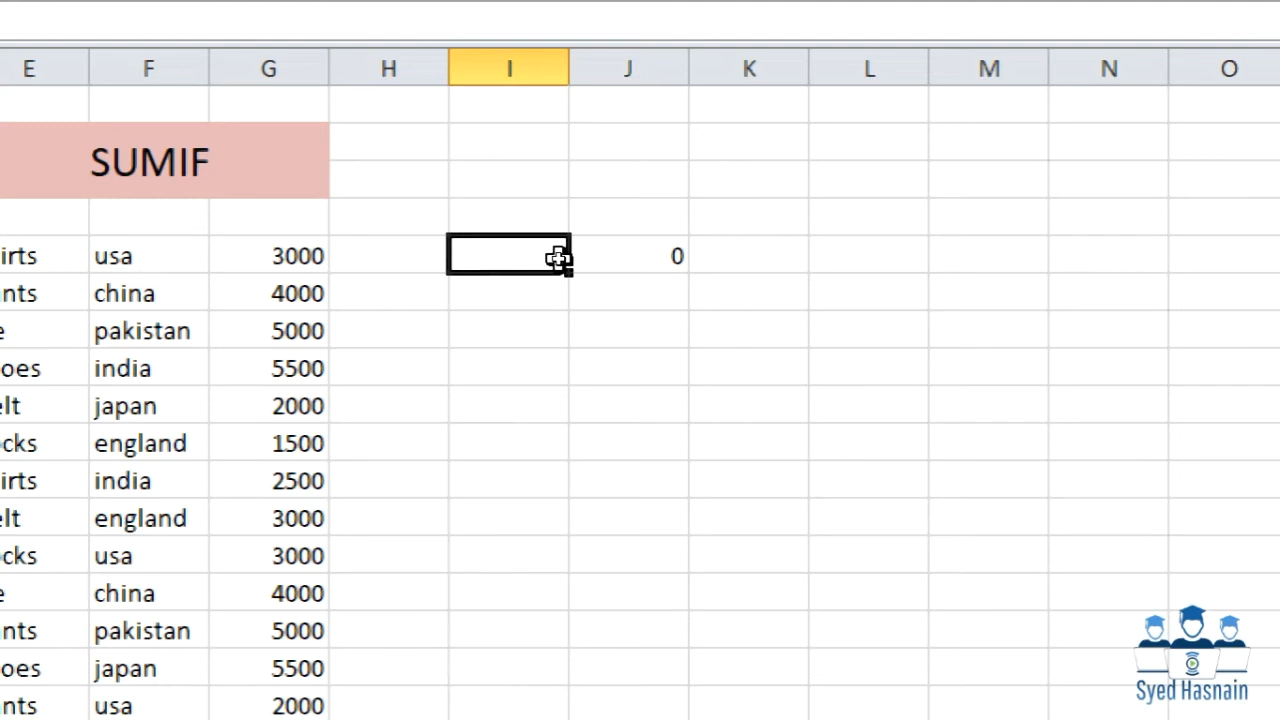 E F G H I J K L M N O
SUMIF
irts usa 3000 0
nts china 4000
e pakistan 5000
oes india 5500
elt japan 2000
cks england 1500
irts india 2500
elt england 3000
ocks usa 3000
e china 4000
nts pakistan 5000
oes japan 5500
nts usa 2000
Syed Hasnain